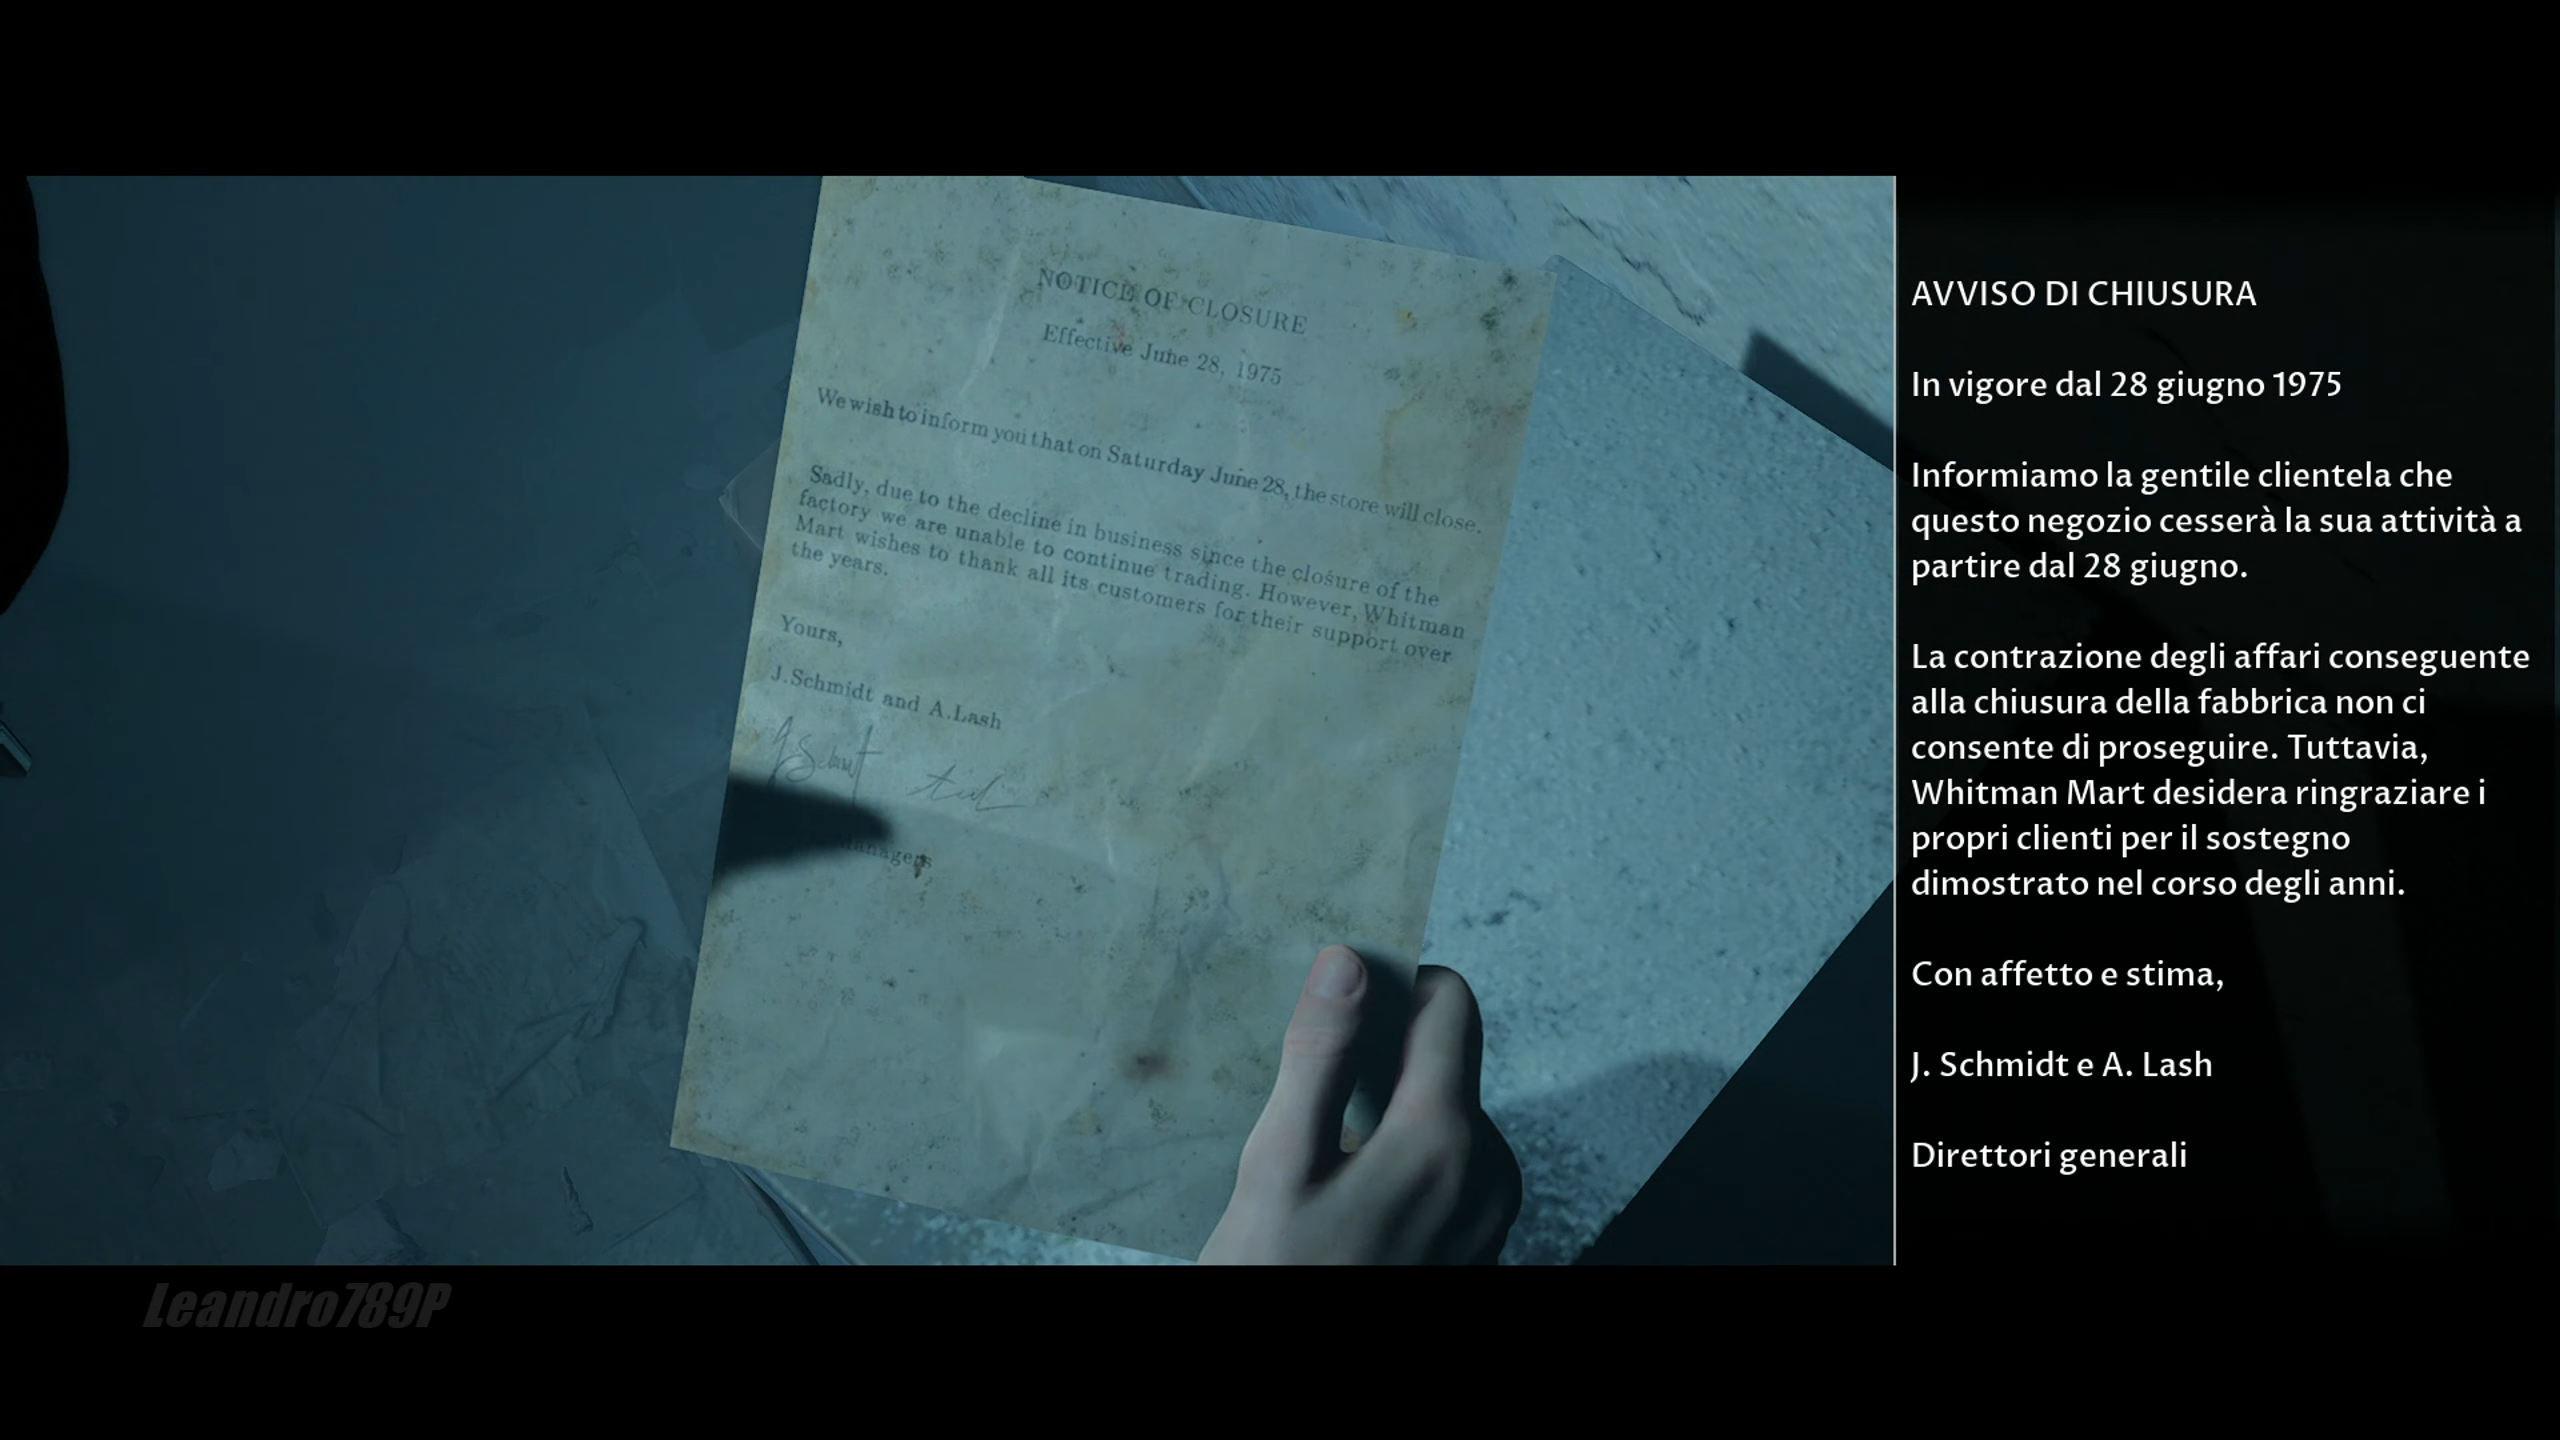 NOTICE OF CLOSURE
Effective June 28, 1975
We wish to inform you that on Saturday June 28, the store will close.
Sadly, due to the decline in business since the closure of the
factory we are unable to continue trading. However, Whitman
Mart wishes to thank all its customers for their support over
the years.
Yours,
J.Schmidt and A.Lash
AVVISO DI CHIUSURA
In vigore dal 28 giugno 1975
Informiamo la gentile clientela che
questo negozio cesserà la sua attività a
partire dal 28 giugno.
La contrazione degli affari conseguente
alla chiusura della fabbrica non ci
consente di proseguire. Tuttavia,
Whitman Mart desidera ringraziare i
propri clienti per il sostegno
dimostrato nel corso degli anni.
Con affetto e stima,
J. Schmidt e A. Lash
Direttori generali
Leandro789P